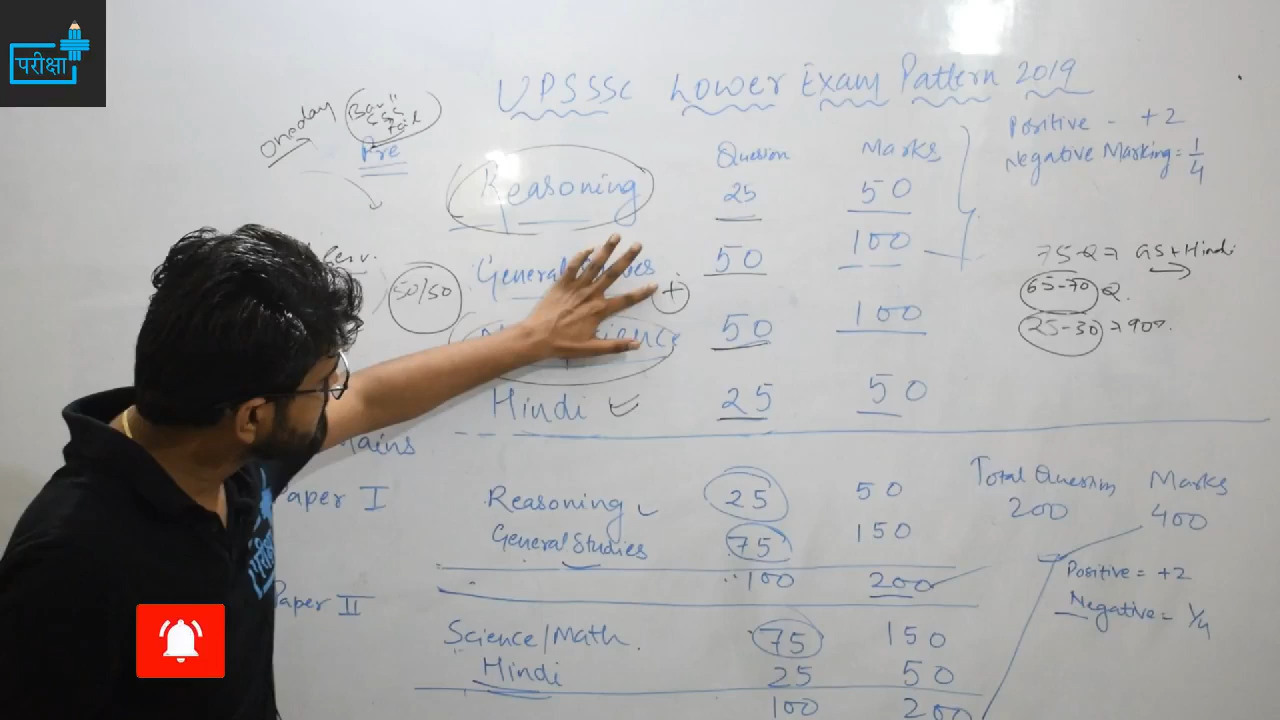 परीक्षा
UPSSSC Lower Exam Pattern 2019
Oneday
Pre
Question Marks
Positive - +2
Negative Marking = 1/4
Reasoning 25 50
General 50 100
50/50
+
75-Q => GS+Hindi
65-70 Q.
25-30 => 90%
50 100
Hindi 25 50
Mains
Paper I
Reasoning 25 50
General Studies 75 150
100 200
Total Question Marks
200 400
Positive = +2
Negative = 1/4
Paper II
Science/Math. 75 150
Hindi 25 50
100 200
परीक्षा